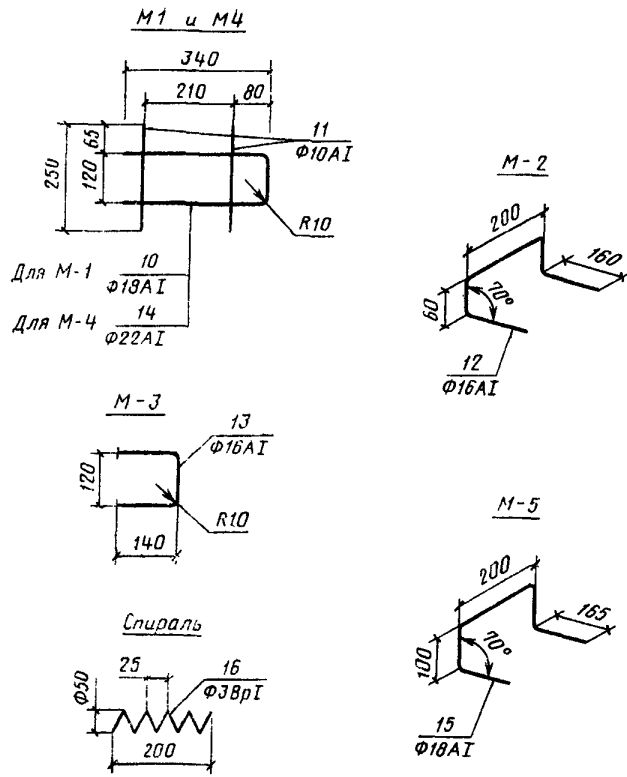 М1 и М4
340
210 80
11
Ф10АI
65
250
120
R10
Для М-1 10
Ф18АI
Для М-4 14
Ф22АI
М-2
200
160
60
70°
12
Ф16АI
М-3
13
Ф16АI
120
R10
140
М-5
200
165
100
70°
15
Ф18АI
Спираль
25
16
Ф3ВрI
Ф50
200